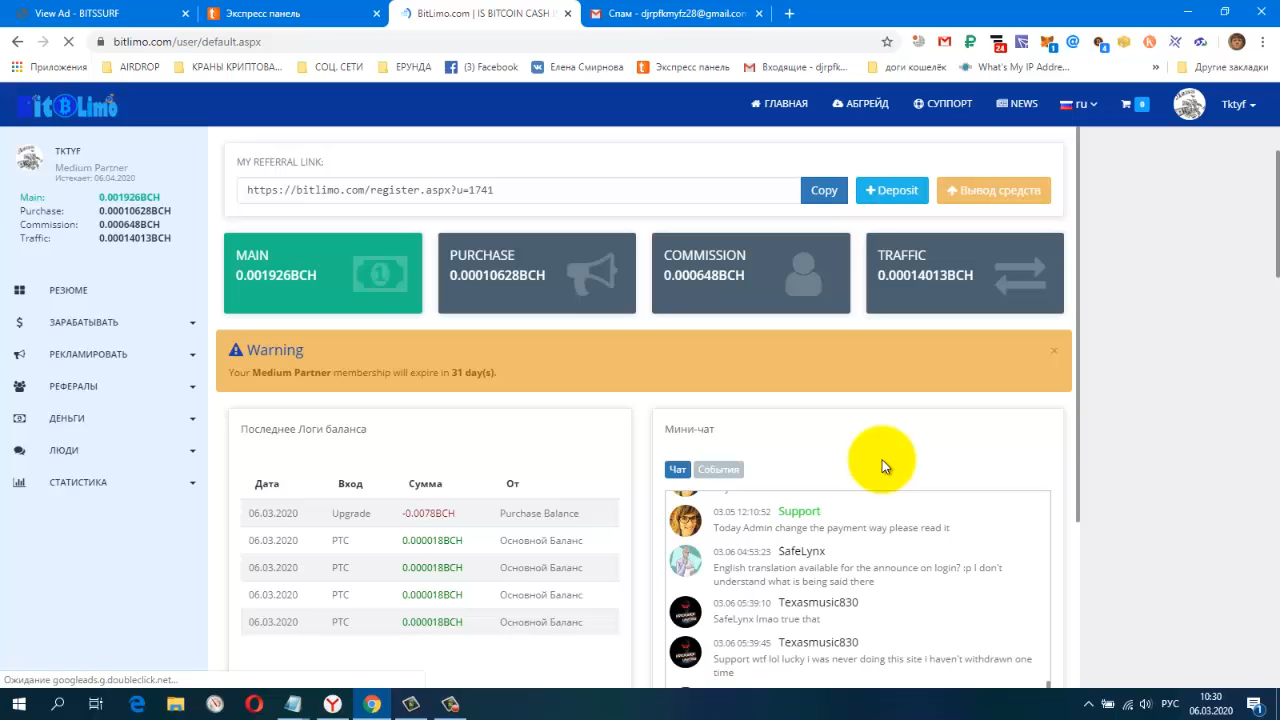 View Ad - BITSSURF
Экспресс панель
BitLimo.com | IS BITCOIN CASH
Спам - djrpfkmyfz28@gmail.con
bitlimo.com/user/default.aspx
24
1
4
Приложения
AIRDROP
КРАНЫ КРИПТОВА...
СОЦ. СЕТИ
ЕРУНДА
(3) Facebook
Елена Смирнова
Экспресс панель
Входящие - djrpfk...
доги кошелёк
What's My IP Addre...
»
Другие закладки
BitLimo
ГЛАВНАЯ
АБГРЕЙД
СУППОРТ
NEWS
ru
0
Tktyf
TKTYF
Medium Partner
Истекает: 06.04.2020
Main: 0.001926BCH
Purchase: 0.00010628BCH
Commission: 0.000648BCH
Traffic: 0.00014013BCH
РЕЗЮМЕ
ЗАРАБАТЫВАТЬ
РЕКЛАМИРОВАТЬ
РЕФЕРАЛЫ
ДЕНЬГИ
ЛЮДИ
СТАТИСТИКА
MY REFERRAL LINK:
https://bitlimo.com/register.aspx?u=1741
Copy
+ Deposit
Вывод средств
MAIN
0.001926BCH
PURCHASE
0.00010628BCH
COMMISSION
0.000648BCH
TRAFFIC
0.00014013BCH
Warning
×
Your Medium Partner membership will expire in 31 day(s).
Последнее Логи баланса
Дата Вход Сумма От
06.03.2020 Upgrade -0.0078BCH Purchase Balance
06.03.2020 PTC 0.000018BCH Основной Баланс
06.03.2020 PTC 0.000018BCH Основной Баланс
06.03.2020 PTC 0.000018BCH Основной Баланс
06.03.2020 PTC 0.000018BCH Основной Баланс
Мини-чат
Чат
События
03.05 12:10:52 Support
Today Admin change the payment way please read it
03.06 04:53:23 SafeLynx
English translation available for the announce on login? :p I don't
understand what is being said there
03.06 05:39:10 Texasmusic830
SafeLynx lmao true that
03.06 05:39:45 Texasmusic830
Support wtf lol lucky i was never doing this site i haven't withdrawn one
time
Ожидание googleads.g.doubleclick.net...
РУС
10:30
06.03.2020
1